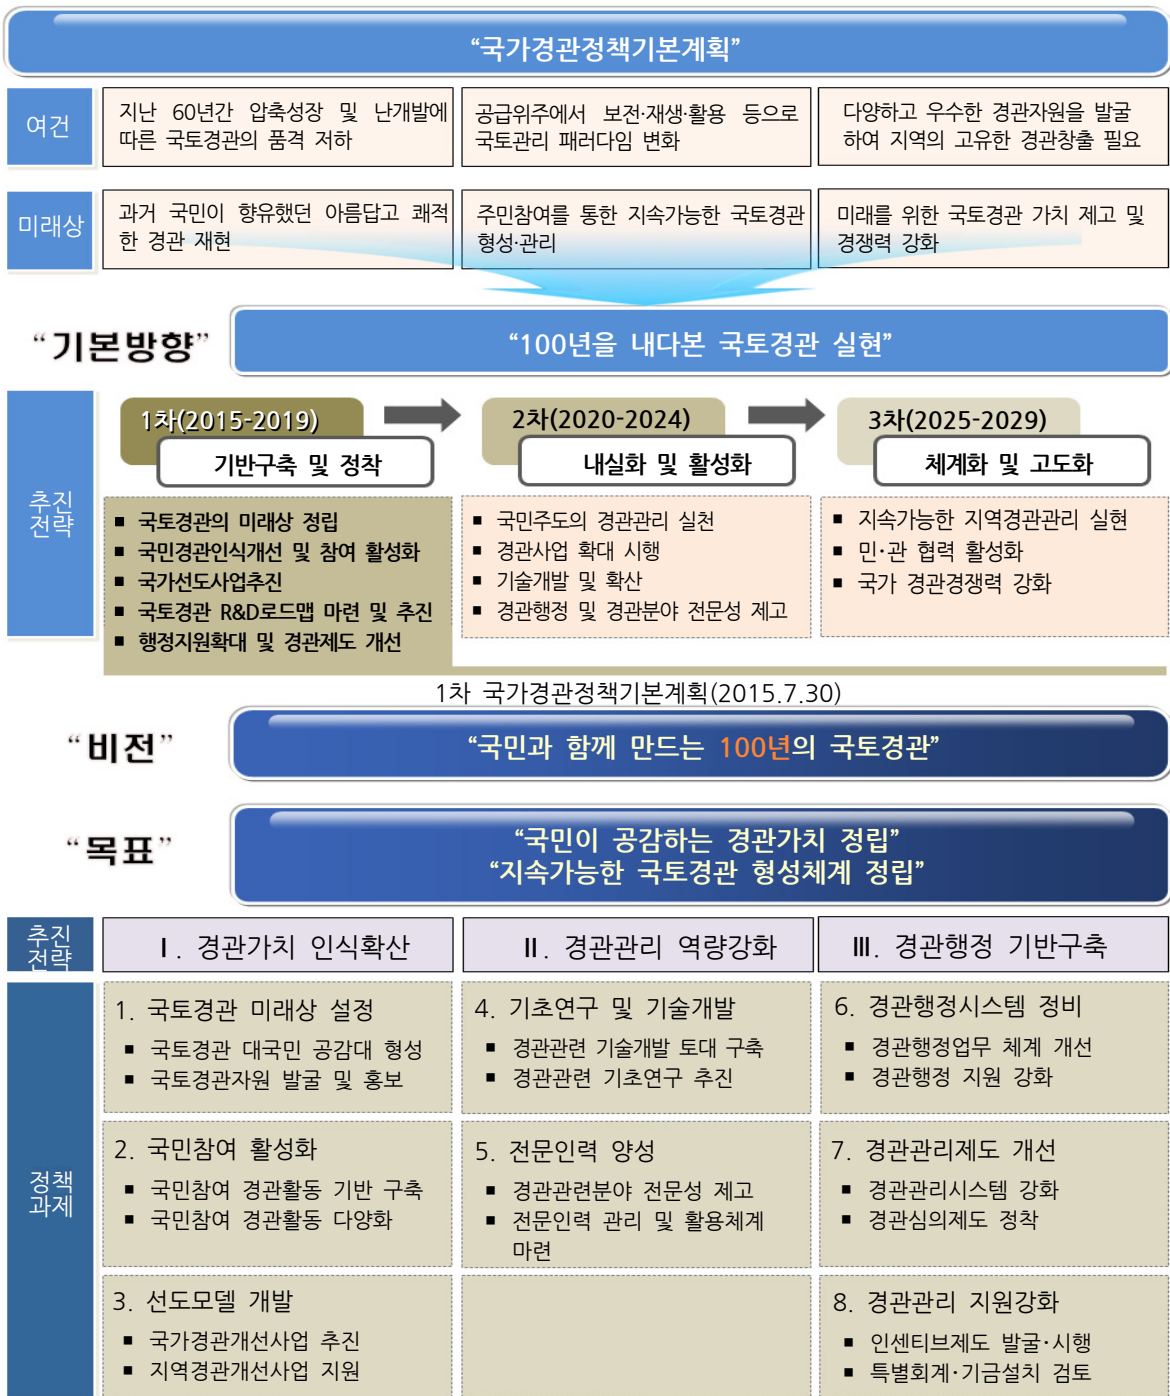 “국가경관정책기본계획”
여건
지난 60년간 압축성장 및 난개발에
따른 국토경관의 품격 저하
공급위주에서 보전·재생·활용 등으로
국토관리 패러다임 변화
다양하고 우수한 경관자원을 발굴
하여 지역의 고유한 경관창출 필요
미래상
과거 국민이 향유했던 아름답고 쾌적
한 경관 재현
주민참여를 통한 지속가능한 국토경관
형성·관리
미래를 위한 국토경관 가치 제고 및
경쟁력 강화
“기본방향”
“100년을 내다본 국토경관 실현”
추진
전략
1차(2015-2019)
기반구축 및 정착
■ 국토경관의 미래상 정립
■ 국민경관인식개선 및 참여 활성화
■ 국가선도사업추진
■ 국토경관 R&D로드맵 마련 및 추진
■ 행정지원확대 및 경관제도 개선
2차(2020-2024)
내실화 및 활성화
■ 국민주도의 경관관리 실천
■ 경관사업 확대 시행
■ 기술개발 및 확산
■ 경관행정 및 경관분야 전문성 제고
3차(2025-2029)
체계화 및 고도화
■ 지속가능한 지역경관관리 실현
■ 민·관 협력 활성화
■ 국가 경관경쟁력 강화
1차 국가경관정책기본계획(2015.7.30)
“비전”
“국민과 함께 만드는 100년의 국토경관”
“목표”
“국민이 공감하는 경관가치 정립”
“지속가능한 국토경관 형성체계 정립”
추진
전략
Ⅰ. 경관가치 인식확산
Ⅱ. 경관관리 역량강화
Ⅲ. 경관행정 기반구축
정책
과제
1. 국토경관 미래상 설정
■ 국토경관 대국민 공감대 형성
■ 국토경관자원 발굴 및 홍보
4. 기초연구 및 기술개발
■ 경관관련 기술개발 토대 구축
■ 경관관련 기초연구 추진
6. 경관행정시스템 정비
■ 경관행정업무 체계 개선
■ 경관행정 지원 강화
2. 국민참여 활성화
■ 국민참여 경관활동 기반 구축
■ 국민참여 경관활동 다양화
5. 전문인력 양성
■ 경관관련분야 전문성 제고
■ 전문인력 관리 및 활용체계
마련
7. 경관관리제도 개선
■ 경관관리시스템 강화
■ 경관심의제도 정착
3. 선도모델 개발
■ 국가경관개선사업 추진
■ 지역경관개선사업 지원
8. 경관관리 지원강화
■ 인센티브제도 발굴·시행
■ 특별회계·기금설치 검토